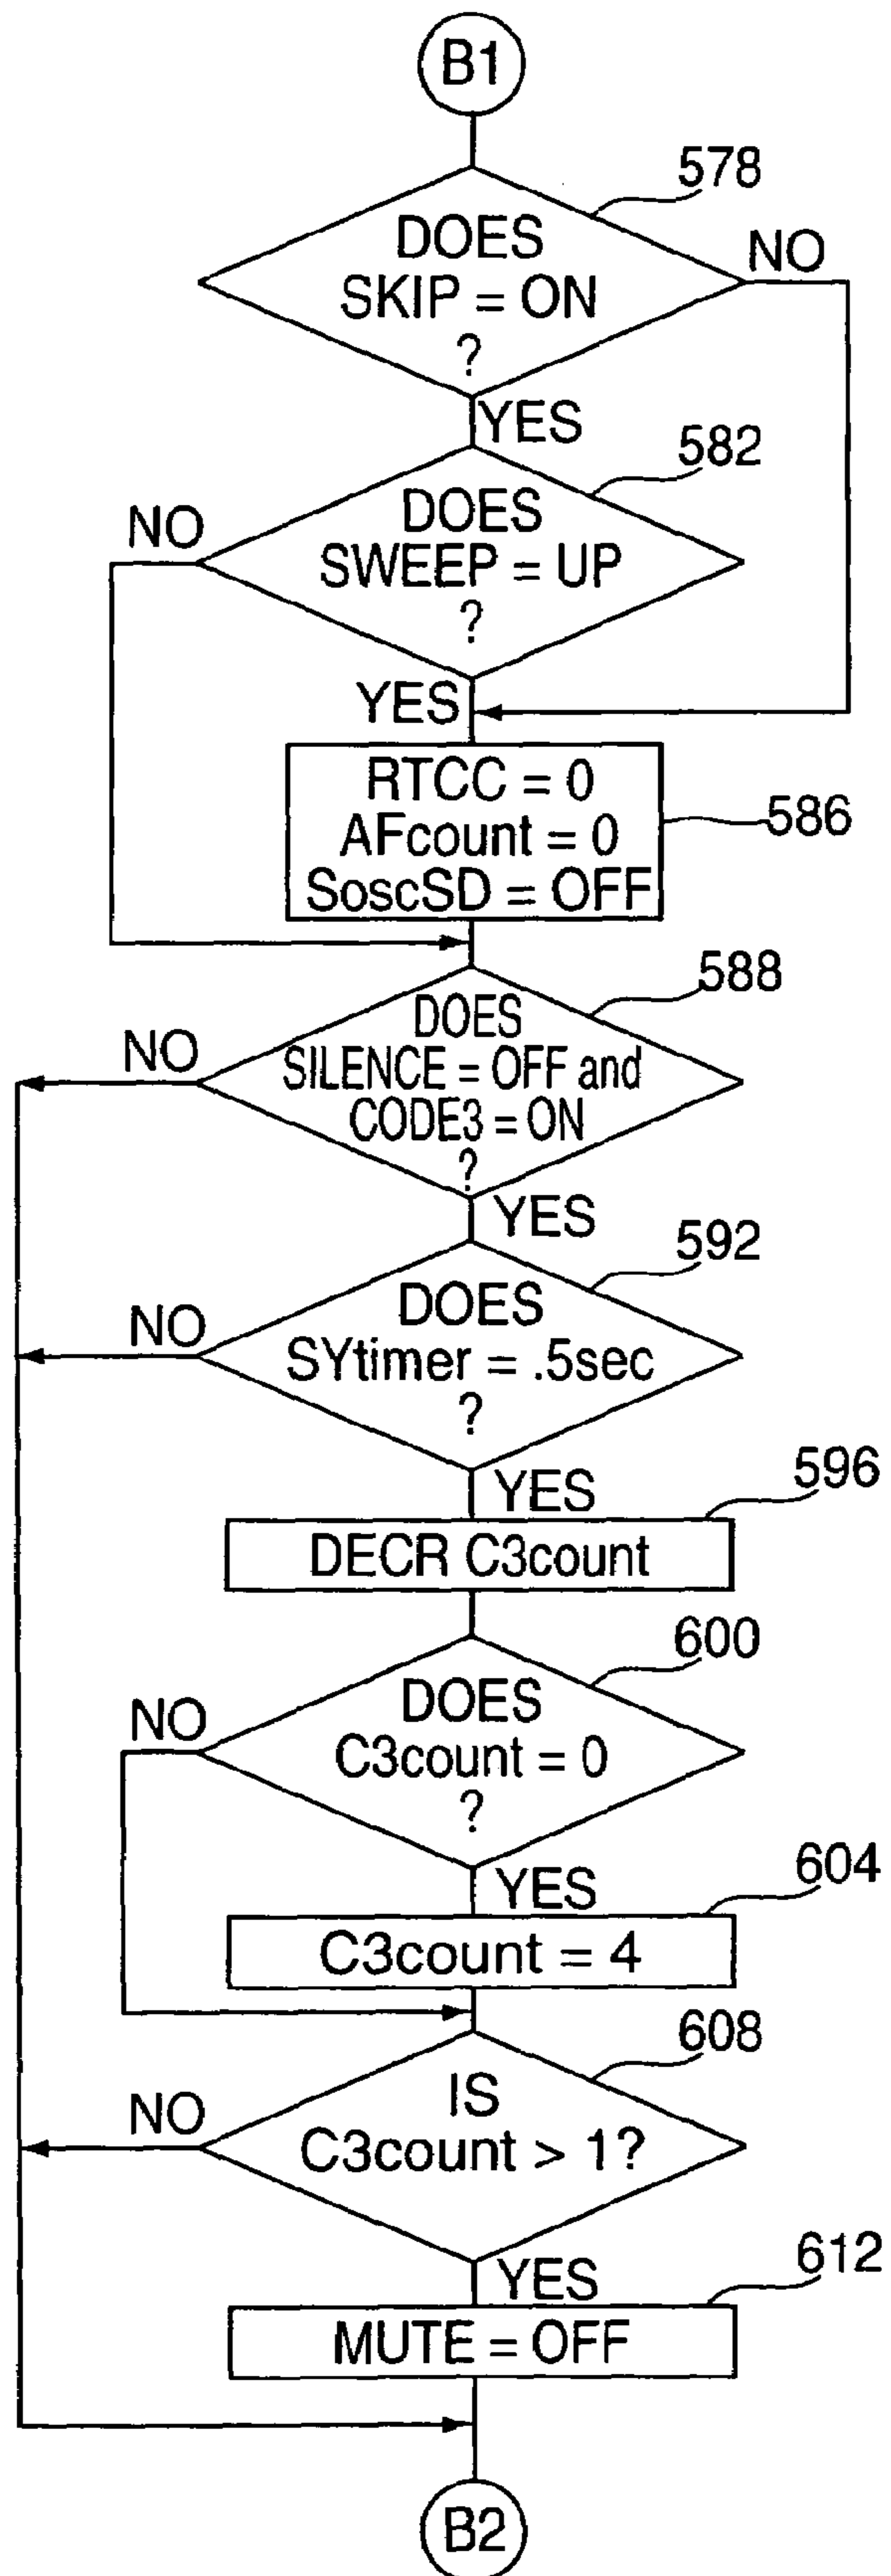 B1
578
DOES
SKIP = ON
?
NO
YES
582
DOES
SWEEP = UP
?
NO
YES
RTCC = 0
AFcount = 0
SoscSD = OFF
586
588
DOES
SILENCE = OFF and
CODE3 = ON
?
NO
YES
592
DOES
SYtimer = .5sec
?
NO
YES
596
DECR C3count
600
DOES
C3count = 0
?
NO
YES
604
C3count = 4
608
IS
C3count > 1?
NO
YES
612
MUTE = OFF
B2